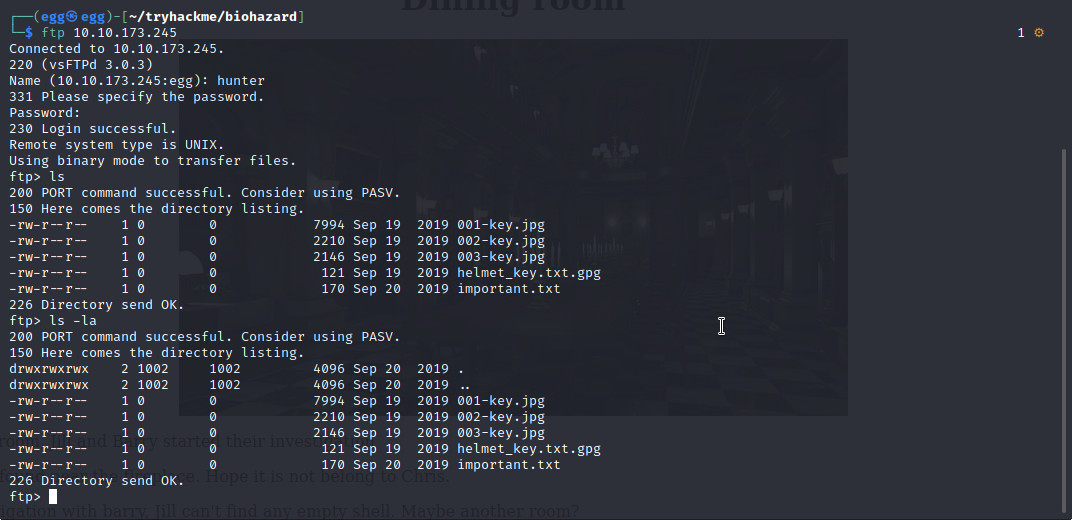 Dining room
┌──(egg㉿egg)-[~/tryhackme/biohazard]
└─$ ftp 10.10.173.245 1 ⚙
Connected to 10.10.173.245.
220 (vsFTPd 3.0.3)
Name (10.10.173.245:egg): hunter
331 Please specify the password.
Password:
230 Login successful.
Remote system type is UNIX.
Using binary mode to transfer files.
ftp> ls
200 PORT command successful. Consider using PASV.
150 Here comes the directory listing.
-rw-r--r--    1 0        0            7994 Sep 19  2019 001-key.jpg
-rw-r--r--    1 0        0            2210 Sep 19  2019 002-key.jpg
-rw-r--r--    1 0        0            2146 Sep 19  2019 003-key.jpg
-rw-r--r--    1 0        0             121 Sep 19  2019 helmet_key.txt.gpg
-rw-r--r--    1 0        0             170 Sep 20  2019 important.txt
226 Directory send OK.
ftp> ls -la
200 PORT command successful. Consider using PASV.
150 Here comes the directory listing.
drwxrwxrwx    2 1002     1002         4096 Sep 20  2019 .
drwxrwxrwx    2 1002     1002         4096 Sep 20  2019 ..
-rw-r--r--    1 0        0            7994 Sep 19  2019 001-key.jpg
-rw-r--r--    1 0        0            2210 Sep 19  2019 002-key.jpg
-rw-r--r--    1 0        0            2146 Sep 19  2019 003-key.jpg
-rw-r--r--    1 0        0             121 Sep 19  2019 helmet_key.txt.gpg
-rw-r--r--    1 0        0             170 Sep 20  2019 important.txt
226 Directory send OK.
ftp>
and started their
. Hope it is not belong to Chris.
igation with barry, Jill can't find any empty shell. Maybe another room?